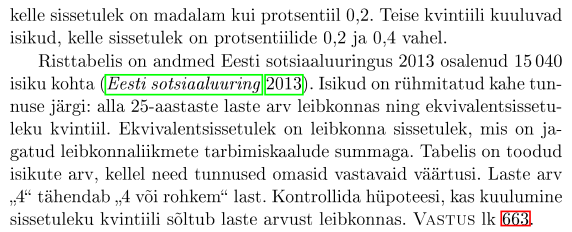 kelle sissetulek on madalam kui protsentiil 0,2. Teise kvintiili kuuluvad
isikud, kelle sissetulek on protsentiilide 0,2 ja 0,4 vahel.
Risttabelis on andmed Eesti sotsiaaluuringus 2013 osalenud 15 040
isiku kohta (Eesti sotsiaaluuring 2013). Isikud on rühmitatud kahe tun-
nuse järgi: alla 25-aastaste laste arv leibkonnas ning ekvivalentsissetu-
leku kvintiil. Ekvivalentsissetulek on leibkonna sissetulek, mis on ja-
gatud leibkonnaliikmete tarbimiskaalude summaga. Tabelis on toodud
isikute arv, kellel need tunnused omasid vastavaid väärtusi. Laste arv
„4“ tähendab „4 või rohkem“ last. Kontrollida hüpoteesi, kas kuulumine
sissetuleku kvintiili sõltub laste arvust leibkonnas. VASTUS lk 663.